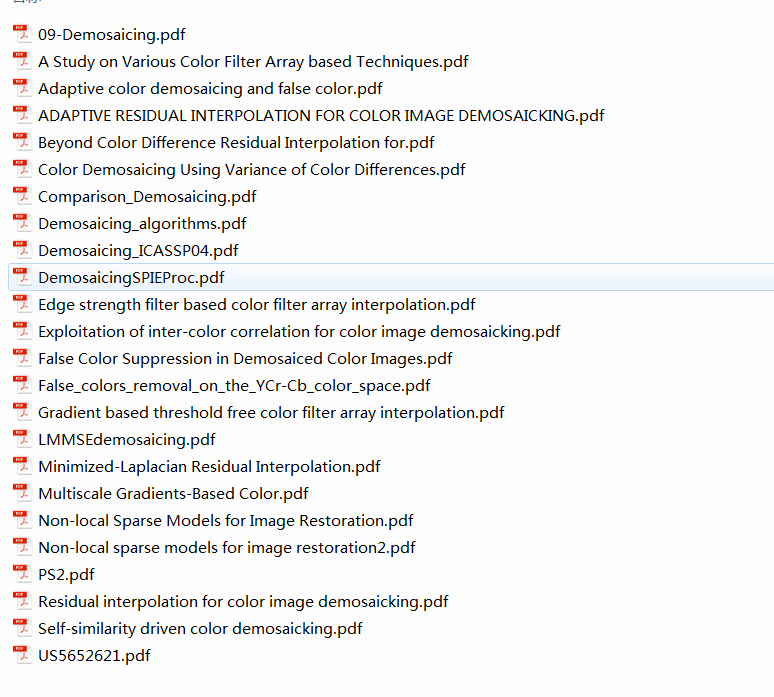 09-Demosaicing.pdf
A Study on Various Color Filter Array based Techniques.pdf
Adaptive color demosaicing and false color.pdf
ADAPTIVE RESIDUAL INTERPOLATION FOR COLOR IMAGE DEMOSAICKING.pdf
Beyond Color Difference Residual Interpolation for.pdf
Color Demosaicing Using Variance of Color Differences.pdf
Comparison_Demosaicing.pdf
Demosaicing_algorithms.pdf
Demosaicing_ICASSP04.pdf
DemosaicingSPIEProc.pdf
Edge strength filter based color filter array interpolation.pdf
Exploitation of inter-color correlation for color image demosaicking.pdf
False Color Suppression in Demosaiced Color Images.pdf
False_colors_removal_on_the_YCr-Cb_color_space.pdf
Gradient based threshold free color filter array interpolation.pdf
LMMSEdemosaicing.pdf
Minimized-Laplacian Residual Interpolation.pdf
Multiscale Gradients-Based Color.pdf
Non-local Sparse Models for Image Restoration.pdf
Non-local sparse models for image restoration2.pdf
PS2.pdf
Residual interpolation for color image demosaicking.pdf
Self-similarity driven color demosaicking.pdf
US5652621.pdf